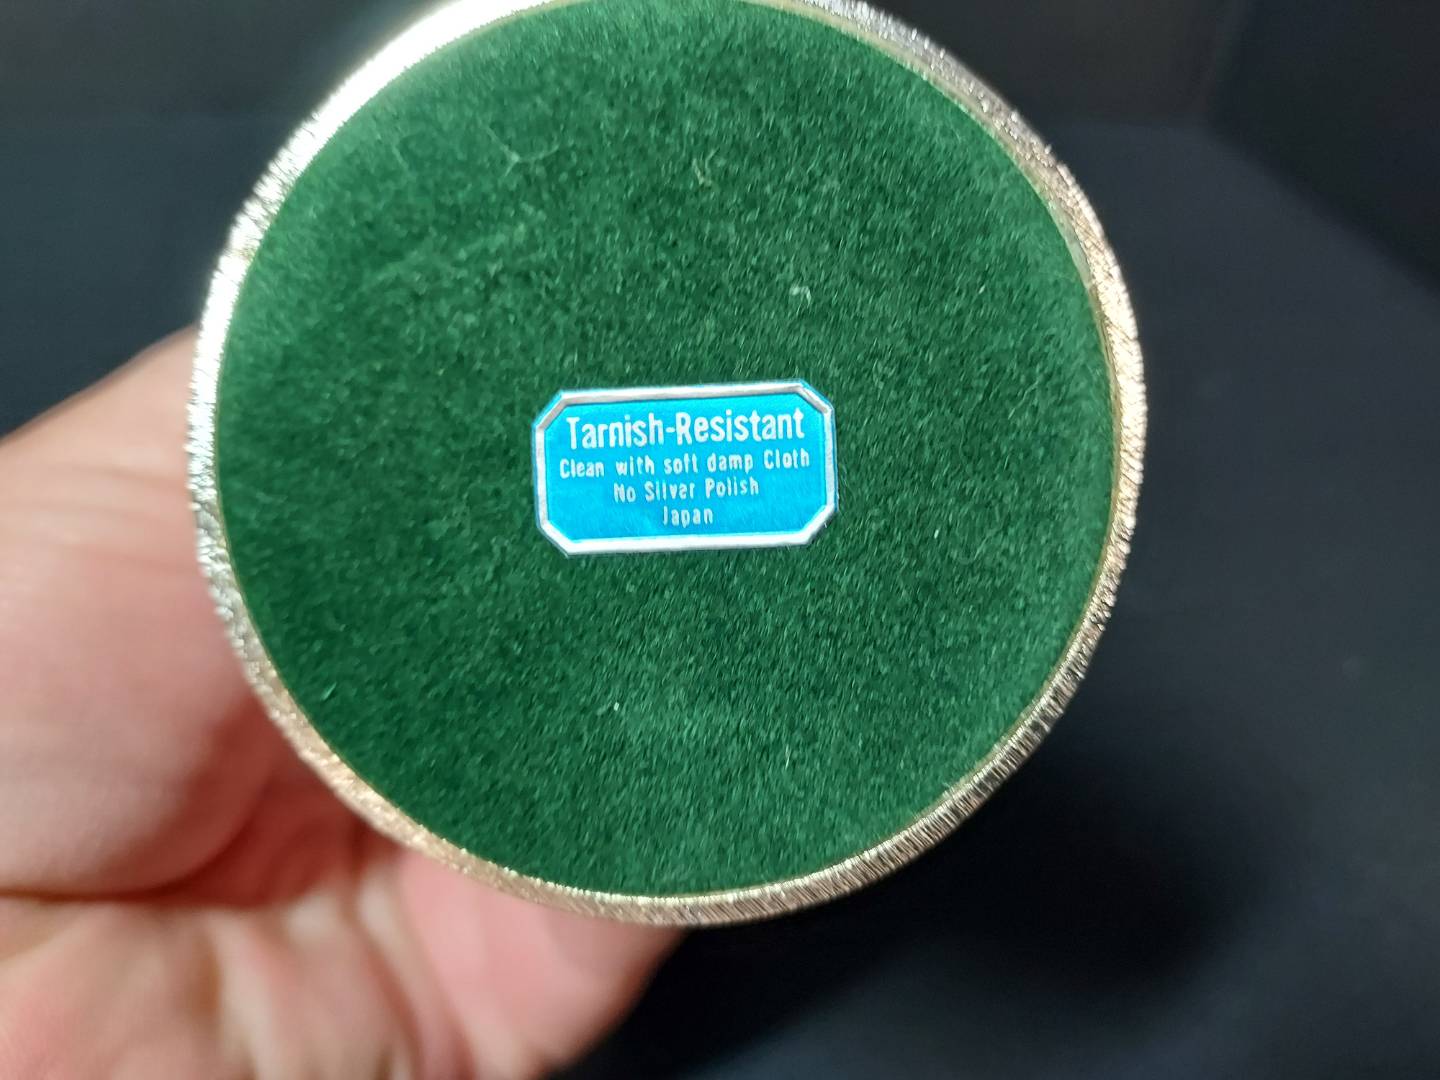 Tarnish-Resistant
Clean with soft damp Cloth
No Silver Polish
Japan